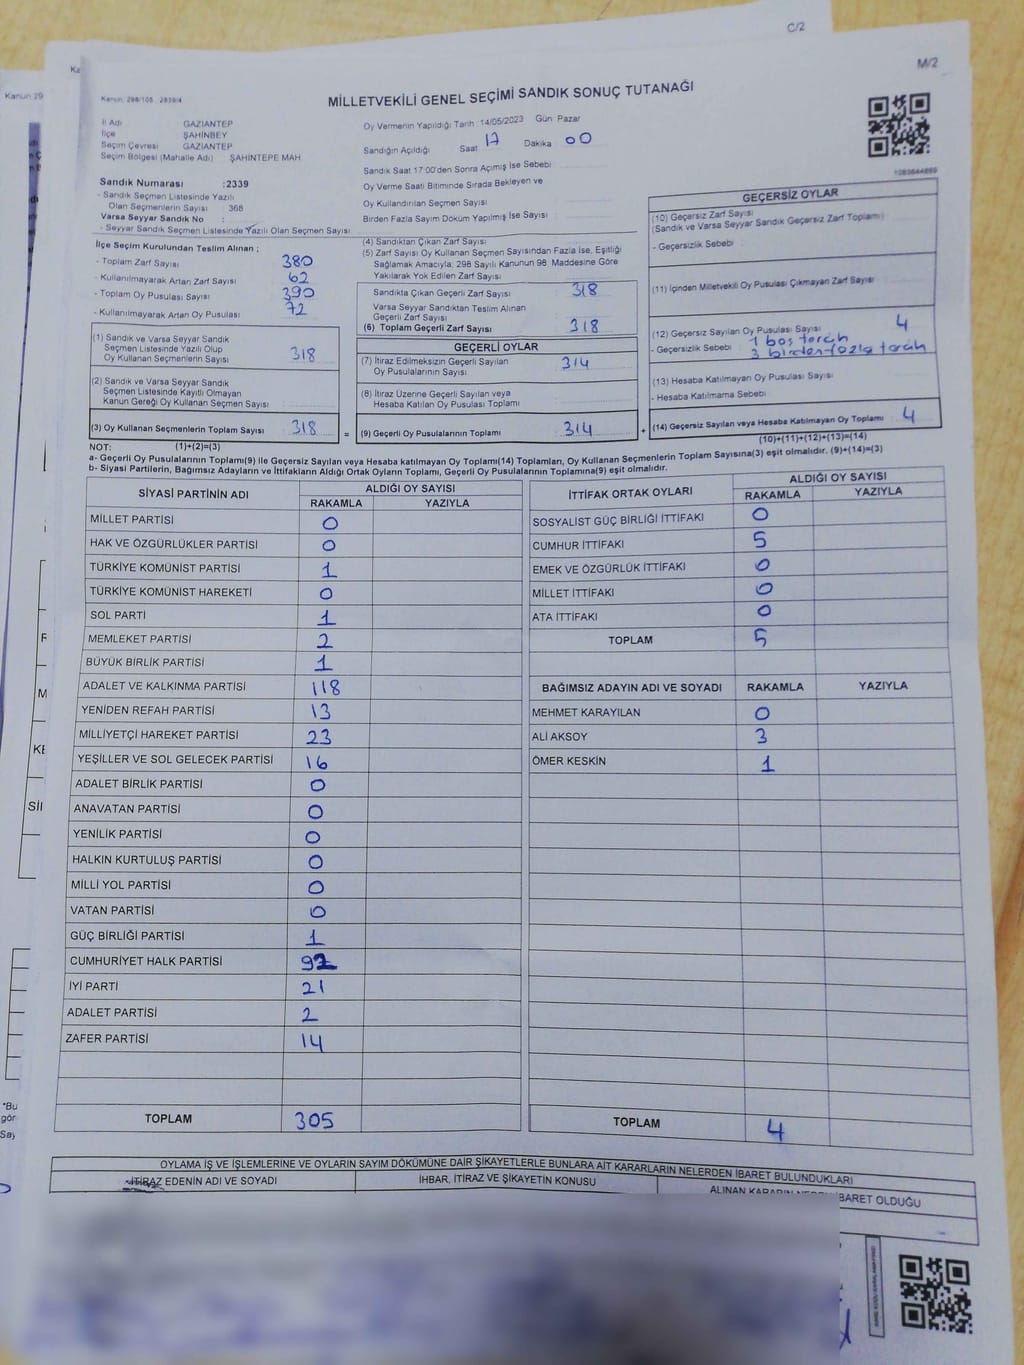 C/2
M/2
Kanun 29
Kanun: 298/105 , 2839/4
MİLLETVEKİLİ GENEL SEÇİMİ SANDIK SONUÇ TUTANAĞI
İl Adı GAZİANTEP
İlçe ŞAHİNBEY
Seçim Çevresi GAZİANTEP
Seçim Bölgesi (Mahalle Adı) ŞAHİNTEPE MAH
Sandık Numarası :2339
- Sandık Seçmen Listesinde Yazılı
Olan Seçmenlerin Sayısı 368
Varsa Seyyar Sandık No :
- Seyyar Sandık Seçmen Listesinde Yazılı Olan Seçmen Sayısı
Oy Vermenin Yapıldığı Tarih :14/05/2023 Gün Pazar
Sandığın Açıldığı Saat 17 Dakika 00
Sandık Saat 17:00'den Sonra Açımış İse Sebebi
Oy Verme Saati Bitiminde Sırada Bekleyen ve
Oy Kullandırılan Seçmen Sayısı
Birden Fazla Sayım Döküm Yapılmış İse Sayısı
1083644869
İlçe Seçim Kurulundan Teslim Alınan ;
- Toplam Zarf Sayısı 380
- Kullanılmayarak Artan Zarf Sayısı 62
- Toplam Oy Pusulası Sayısı 390
- Kullanılmayarak Artan Oy Pusulası 72
(4) Sandıktan Çıkan Zarf Sayısı
(5) Zarf Sayısı Oy Kullanan Seçmen Sayısından Fazla İse, Eşitliği
Sağlamak Amacıyla; 298 Sayılı Kanunun 98. Maddesine Göre
Yakılarak Yok Edilen Zarf Sayısı
Sandıkta Çıkan Geçerli Zarf Sayısı 318
Varsa Seyyar Sandıktan Teslim Alınan
Geçerli Zarf Sayısı
(6) Toplam Geçerli Zarf Sayısı 318
GEÇERSİZ OYLAR
(10) Geçersiz Zarf Sayısı
(Sandık ve Varsa Seyyar Sandık Geçersiz Zarf Toplamı)
- Geçersizlik Sebebi
(11) İçinden Milletvekili Oy Pusulası Çıkmayan Zarf Sayısı
(12) Geçersiz Sayılan Oy Pusulası Sayısı 4
- Geçersizlik Sebebi 1 boş tercih
3 birden fazla tercih
(13) Hesaba Katılmayan Oy Pusulası Sayısı
- Hesaba Katılmama Sebebi
(14) Geçersiz Sayılan veya Hesaba Katılmayan Oy Toplamı 4
(10)+(11)+(12)+(13)=(14)
(1) Sandık ve Varsa Seyyar Sandık
Seçmen Listesinde Yazılı Olup
Oy Kullanan Seçmenlerin Sayısı 318
(2) Sandık ve Varsa Seyyar Sandık
Seçmen Listesinde Kayıtlı Olmayan
Kanun Gereği Oy Kullanan Seçmen Sayısı
(3) Oy Kullanan Seçmenlerin Toplam Sayısı 318 =
GEÇERLİ OYLAR
(7) İtiraz Edilmeksizin Geçerli Sayılan
Oy Pusulalarının Sayısı 314
(8) İtiraz Üzerine Geçerli Sayılan veya
Hesaba Katılan Oy Pusulası Toplamı
(9) Geçerli Oy Pusulalarının Toplamı 314 +
NOT: (1)+(2)=(3)
a- Geçerli Oy Pusulalarının Toplamı(9) ile Geçersiz Sayılan veya Hesaba Katılmayan Oy Toplamı(14) Toplamları, Oy Kullanan Seçmenlerin Toplam Sayısına(3) eşit olmalıdır. (9)+(14)=(3)
b- Siyasi Partilerin, Bağımsız Adayların ve İttifakların Aldığı Ortak Oyların Toplamı, Geçerli Oy Pusulalarının Toplamına(9) eşit olmalıdır.
SİYASİ PARTİNİN ADI ALDIĞI OY SAYISI
RAKAMLA YAZIYLA
MİLLET PARTİSİ 0
HAK VE ÖZGÜRLÜKLER PARTİSİ 0
TÜRKİYE KOMÜNİST PARTİSİ 1
TÜRKİYE KOMÜNİST HAREKETİ 0
SOL PARTİ 1
MEMLEKET PARTİSİ 2
BÜYÜK BİRLİK PARTİSİ 1
ADALET VE KALKINMA PARTİSİ 118
YENİDEN REFAH PARTİSİ 13
MİLLİYETÇİ HAREKET PARTİSİ 23
YEŞİLLER VE SOL GELECEK PARTİSİ 16
ADALET BİRLİK PARTİSİ 0
ANAVATAN PARTİSİ 0
YENİLİK PARTİSİ 0
HALKIN KURTULUŞ PARTİSİ 0
MİLLİ YOL PARTİSİ 0
VATAN PARTİSİ 0
GÜÇ BİRLİĞİ PARTİSİ 1
CUMHURİYET HALK PARTİSİ 92
İYİ PARTİ 21
ADALET PARTİSİ 2
ZAFER PARTİSİ 14
TOPLAM 305
İTTİFAK ORTAK OYLARI ALDIĞI OY SAYISI
RAKAMLA YAZIYLA
SOSYALİST GÜÇ BİRLİĞİ İTTİFAKI 0
CUMHUR İTTİFAKI 5
EMEK VE ÖZGÜRLÜK İTTİFAKI 0
MİLLET İTTİFAKI 0
ATA İTTİFAKI 0
TOPLAM 5
BAĞIMSIZ ADAYIN ADI VE SOYADI RAKAMLA YAZIYLA
MEHMET KARAYILAN 0
ALİ AKSOY 3
ÖMER KESKİN 1
TOPLAM 4
OYLAMA İŞ VE İŞLEMLERİNE VE OYLARIN SAYIM DÖKÜMÜNE DAİR ŞİKAYETLERLE BUNLARA AİT KARARLARIN NELERDEN İBARET BULUNDUKLARI
İTİRAZ EDENİN ADI VE SOYADI İHBAR, İTİRAZ VE ŞİKAYETİN KONUSU ALINAN KARARIN NEDEN İBARET OLDUĞU